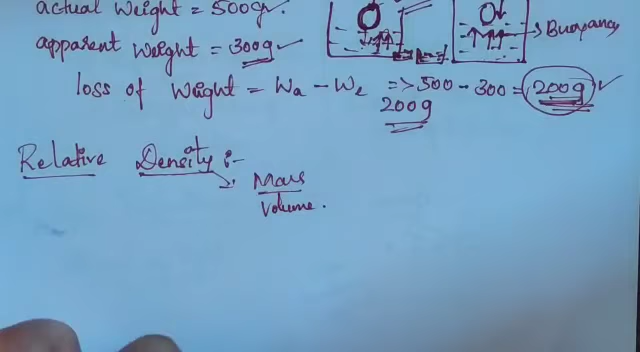 actual weight = 500gr.
apparent weight = 300g ✓
→ Buoyancy
loss of weight = Wa - We => 500 - 300 = 200g ✓
200g
Relative Density :-
Mass
Volume.